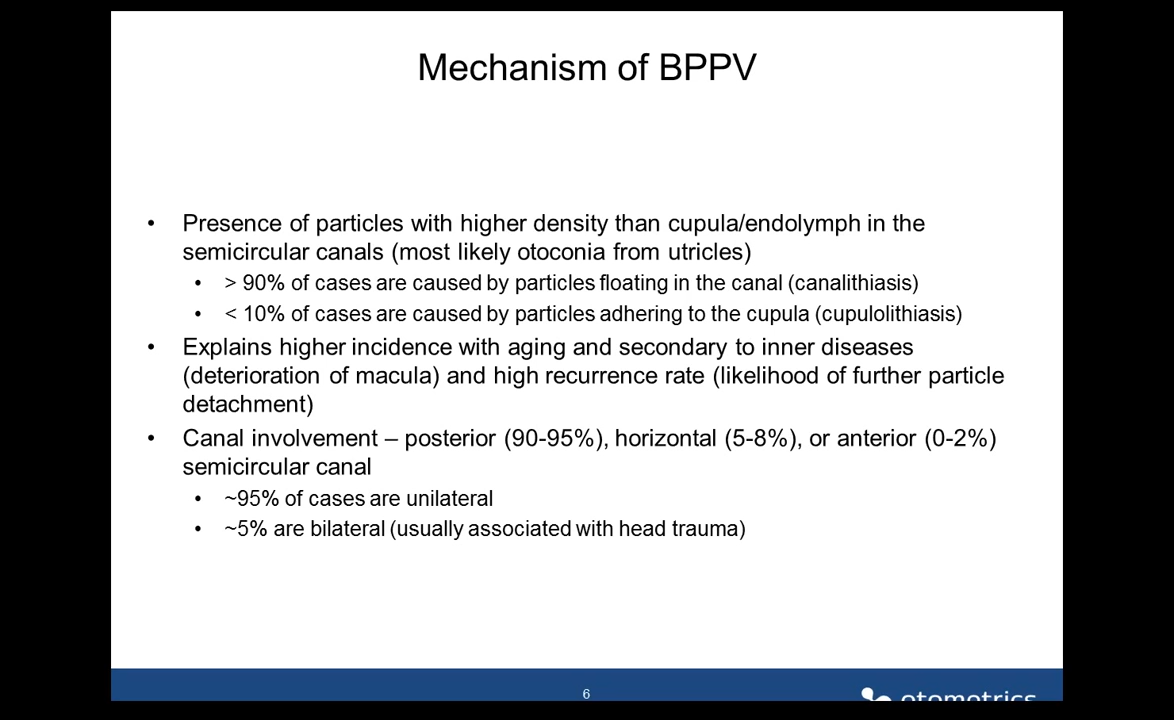 Mechanism of BPPV
• Presence of particles with higher density than cupula/endolymph in the
semicircular canals (most likely otoconia from utricles)
• > 90% of cases are caused by particles floating in the canal (canalithiasis)
• < 10% of cases are caused by particles adhering to the cupula (cupulolithiasis)
• Explains higher incidence with aging and secondary to inner diseases
(deterioration of macula) and high recurrence rate (likelihood of further particle
detachment)
• Canal involvement – posterior (90-95%), horizontal (5-8%), or anterior (0-2%)
semicircular canal
• ~95% of cases are unilateral
• ~5% are bilateral (usually associated with head trauma)
6
otometrics